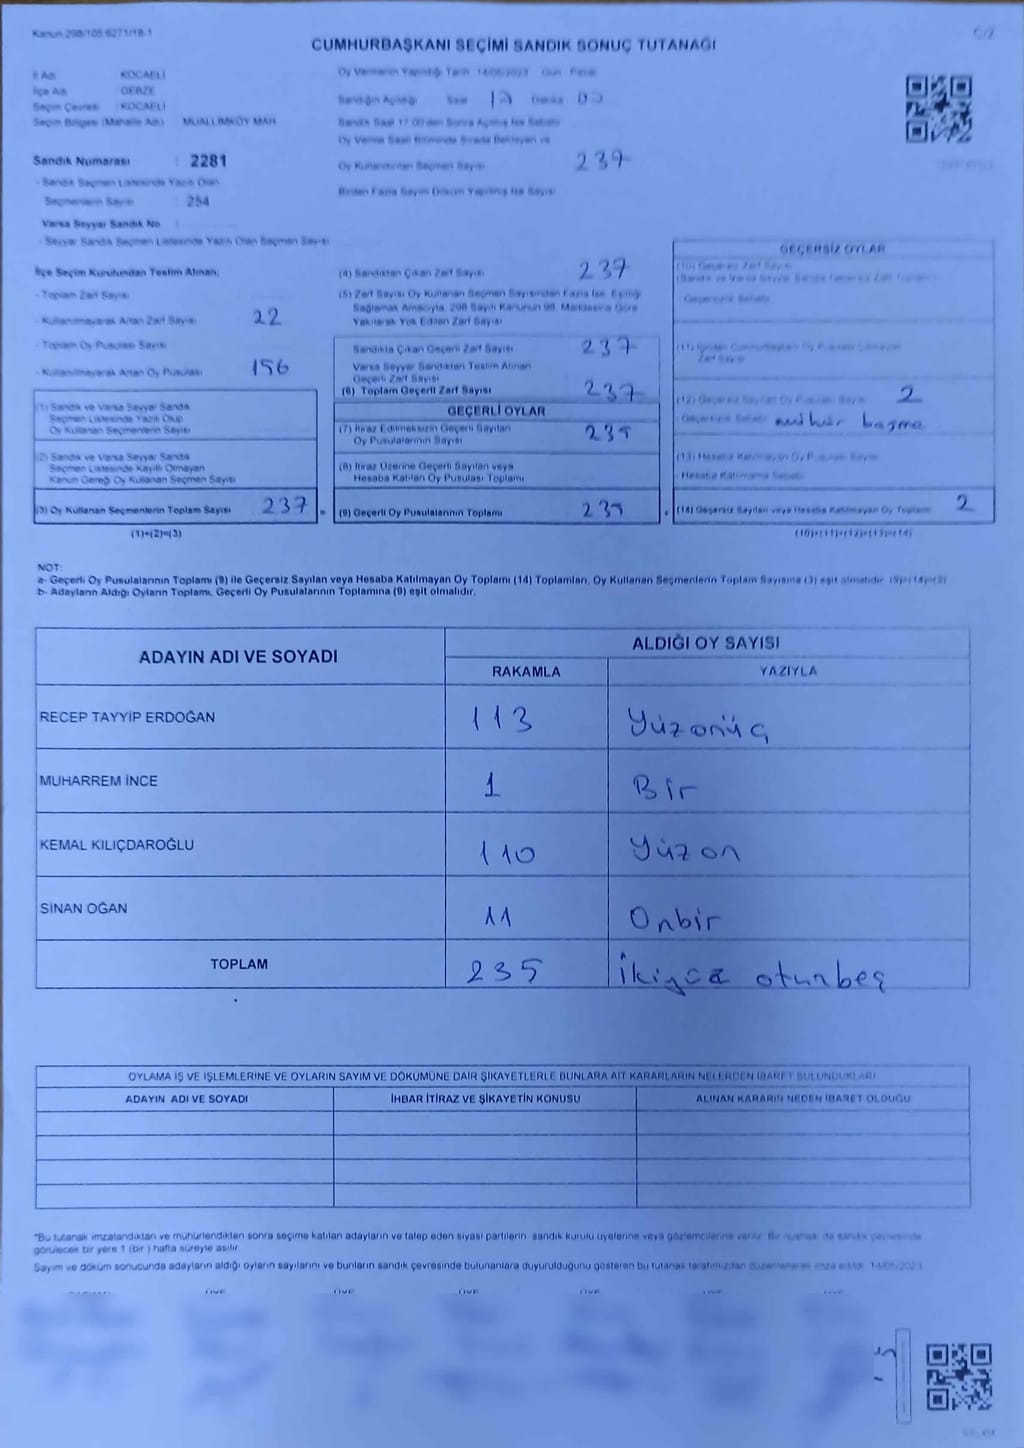 Kanun 298/105 6271/18-1
C/2
CUMHURBAŞKANI SEÇİMİ SANDIK SONUÇ TUTANAĞI
İl Adı KOCAELİ
İlçe Adı GEBZE
Seçim Çevresi : KOCAELİ
Seçim Bölgesi (Mahalle Adı) MUALLİMKÖY MAH
Sandık Numarası : 2281
- Sandık Seçmen Listesinde Yazılı Olan
Seçmenlerin Sayısı : 254
Varsa Seyyar Sandık No
- Seyyar Sandık Seçmen Listesinde Yazılı Olan Seçmen Sayısı
Oy Vermenin Yapıldığı Tarih 14/05/2023 Gün Pazar
Sandığın Açıldığı Saat Dakika
Sandık Saat 17.00'den Sonra Açılmış İse Sebebi
Oy Verme Saati Bitiminde Sırada Bekleyen ve
Oy Kullandırılan Seçmen Sayısı 237
Birden Fazla Sayım Döküm Yapılmış İse Sayısı
İlçe Seçim Kurulundan Teslim Alınan;
- Toplam Zarf Sayısı
- Kullanılmayarak Artan Zarf Sayısı 22
- Toplam Oy Pusulası Sayısı
- Kullanılmayarak Artan Oy Pusulası 156
(4) Sandıktan Çıkan Zarf Sayısı 237
(5) Zarf Sayısı Oy Kullanan Seçmen Sayısından Fazla İse, Eşitliği
Sağlamak Amacıyla, 298 Sayılı Kanunun 98. Maddesine Göre
Yakılarak Yok Edilen Zarf Sayısı
Sandıkta Çıkan Geçerli Zarf Sayısı 237
Varsa Seyyar Sandıktan Teslim Alınan
Geçerli Zarf Sayısı
(6) Toplam Geçerli Zarf Sayısı 237
GEÇERLİ OYLAR
(7) İtiraz Edilmeksizin Geçerli Sayılan
Oy Pusulalarının Sayısı 235
(8) İtiraz Üzerine Geçerli Sayılan veya
Hesaba Katılan Oy Pusulası Toplamı
(9) Geçerli Oy Pusulalarının Toplamı 235
(1) Sandık ve Varsa Seyyar Sandık
Seçmen Listesinde Yazılı Olup
Oy Kullanan Seçmenlerin Sayısı
(2) Sandık ve Varsa Seyyar Sandık
Seçmen Listesinde Kayıtlı Olmayan
Kanun Gereği Oy Kullanan Seçmen Sayısı
(3) Oy Kullanan Seçmenlerin Toplam Sayısı 237 =
(1)+(2)=(3)
GEÇERSİZ OYLAR
(10) Geçersiz Zarf Sayısı
(Sandık ve Varsa Seyyar Sandık Geçersiz Zarf Toplamı)
- Geçersizlik Sebebi
Zarf Sayısı
(12) Geçersiz Sayılan Oy Pusulası Sayısı 2
Geçersizlik Sebebi mühür basma
(13) Hesaba Katılmayan Oy Pusulası Sayısı
- Hesaba Katılmama Sebebi
(14) Geçersiz Sayılan veya Hesaba Katılmayan Oy Toplamı 2
(10)+(11)+(12)+(13)=(14)
NOT:
a- Geçerli Oy Pusulalarının Toplamı (9) ile Geçersiz Sayılan veya Hesaba Katılmayan Oy Toplamı (14) Toplamları, Oy Kullanan Seçmenlerin Toplam Sayısına (3) eşit olmalıdır. (9)+(14)=(3)
b- Adayların Aldığı Oyların Toplamı, Geçerli Oy Pusulalarının Toplamına (9) eşit olmalıdır.
ADAYIN ADI VE SOYADI ALDIĞI OY SAYISI
RAKAMLA YAZIYLA
RECEP TAYYİP ERDOĞAN 113 Yüzonüç
MUHARREM İNCE 1 Bir
KEMAL KILIÇDAROĞLU 110 Yüzon
SİNAN OĞAN 11 Onbir
TOPLAM 235 İkiyüz otuzbeş
OYLAMA İŞ VE İŞLEMLERİNE VE OYLARIN SAYIM VE DÖKÜMÜNE DAİR ŞİKAYETLERLE BUNLARA AİT KARARLARIN NELERDEN İBARET BULUNDUKLARI
ADAYIN ADI VE SOYADI İHBAR İTİRAZ VE ŞİKAYETİN KONUSU ALINAN KARARIN NEDEN İBARET OLDUĞU
*Bu tutanak imzalandıktan ve mühürlendikten sonra seçime katılan adayların ve talep eden siyasi partilerin sandık kurulu üyelerine veya gözlemcilerine verilir. Bir nüshası da sandık çevresinde
görülecek bir yere 1 (bir ) hafta süreyle asılır.
Sayım ve döküm sonucunda adayların aldığı oyların sayılarını ve bunların sandık çevresinde bulunanlara duyurulduğunu gösteren bu tutanak tarafımızdan düzenlenerek imza edildi. 14/05/2023